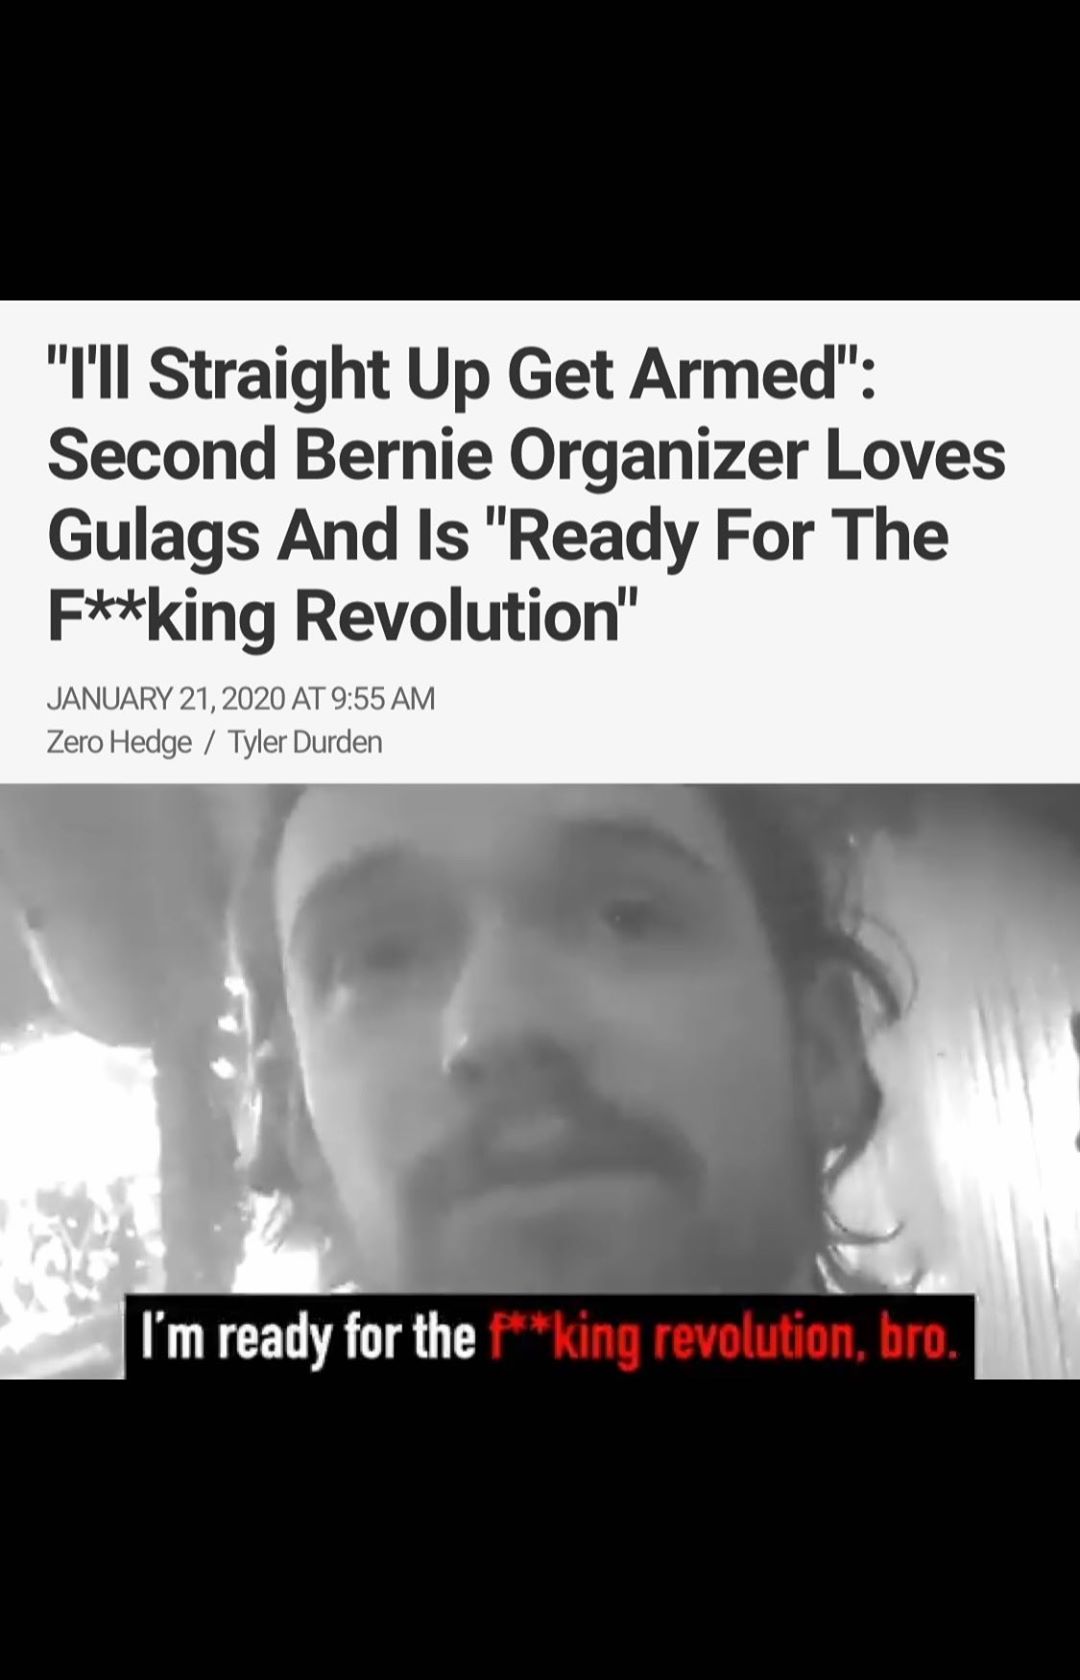 "I'll Straight Up Get Armed":
Second Bernie Organizer Loves
Gulags And Is "Ready For The
F**king Revolution"
JANUARY 21, 2020 AT 9:55 AM
Zero Hedge / Tyler Durden
I'm ready for the f**king revolution, bro.